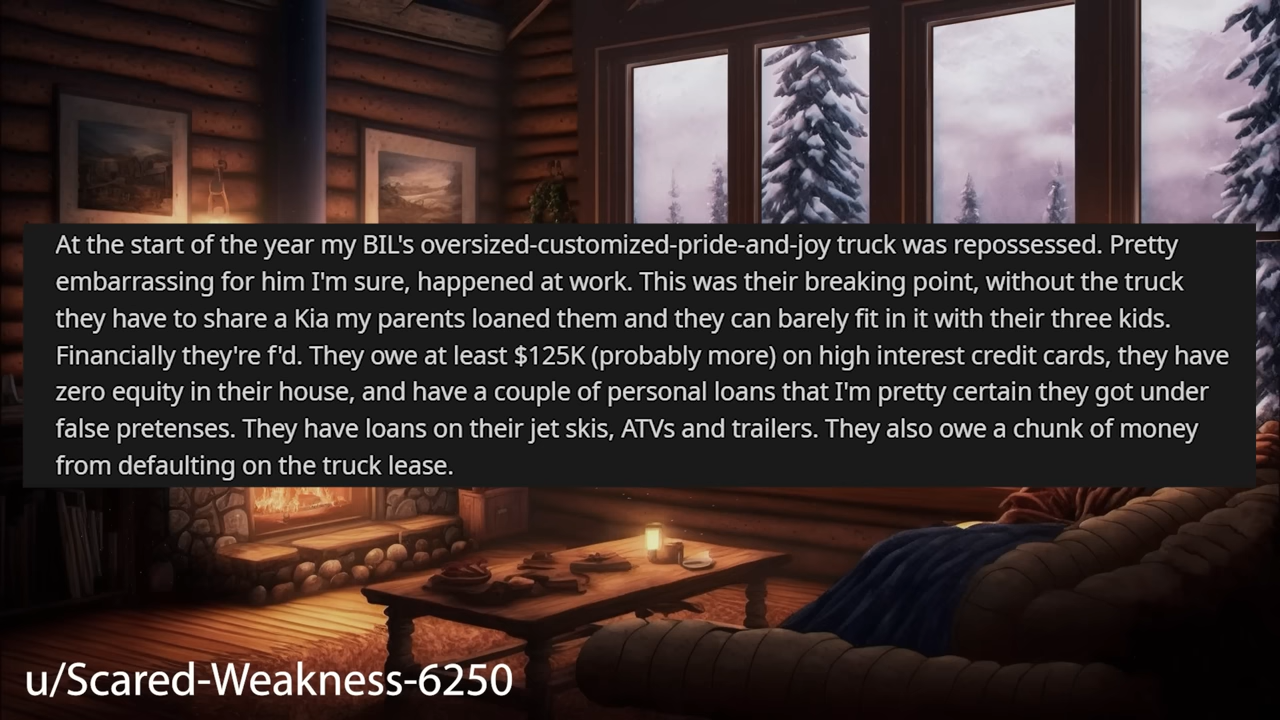 At the start of the year my BIL's oversized-customized-pride-and-joy truck was repossessed. Pretty
embarrassing for him I'm sure, happened at work. This was their breaking point, without the truck
they have to share a Kia my parents loaned them and they can barely fit in it with their three kids.
Financially they're f'd. They owe at least $125K (probably more) on high interest credit cards, they have
zero equity in their house, and have a couple of personal loans that I'm pretty certain they got under
false pretenses. They have loans on their jet skis, ATVs and trailers. They also owe a chunk of money
from defaulting on the truck lease.
u/Scared-Weakness-6250